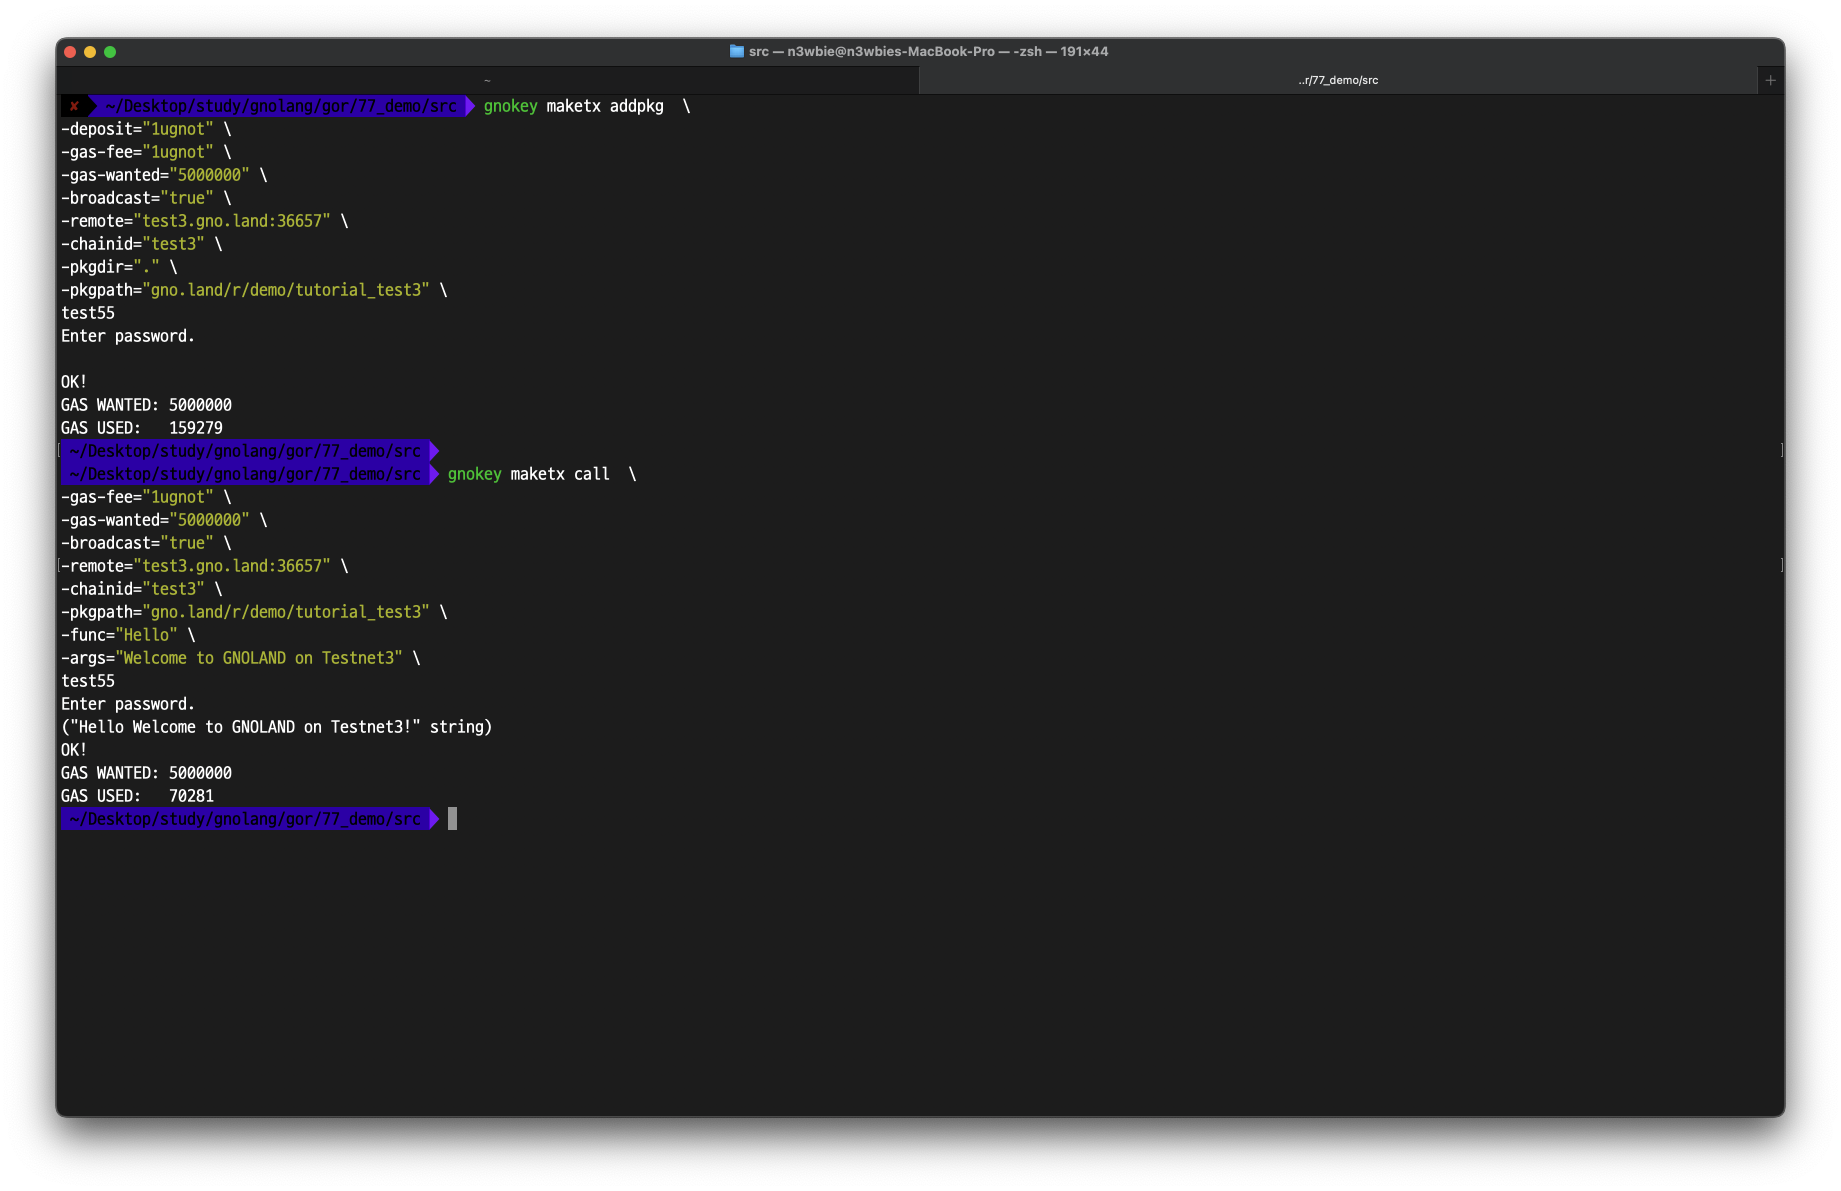 src — n3wbie@n3wbies-MacBook-Pro — -zsh — 191×44
~
..r/77_demo/src
+
✘ ~/Desktop/study/gnolang/gor/77_demo/src gnokey maketx addpkg  \
-deposit="1ugnot" \
-gas-fee="1ugnot" \
-gas-wanted="5000000" \
-broadcast="true" \
-remote="test3.gno.land:36657" \
-chainid="test3" \
-pkgdir="." \
-pkgpath="gno.land/r/demo/tutorial_test3" \
test55
Enter password.
OK!
GAS WANTED: 5000000
GAS USED:   159279
[ ~/Desktop/study/gnolang/gor/77_demo/src ]
~/Desktop/study/gnolang/gor/77_demo/src gnokey maketx call  \
-gas-fee="1ugnot" \
-gas-wanted="5000000" \
-broadcast="true" \
[-remote="test3.gno.land:36657" \ ]
-chainid="test3" \
-pkgpath="gno.land/r/demo/tutorial_test3" \
-func="Hello" \
-args="Welcome to GNOLAND on Testnet3" \
test55
Enter password.
("Hello Welcome to GNOLAND on Testnet3!" string)
OK!
GAS WANTED: 5000000
GAS USED:   70281
~/Desktop/study/gnolang/gor/77_demo/src